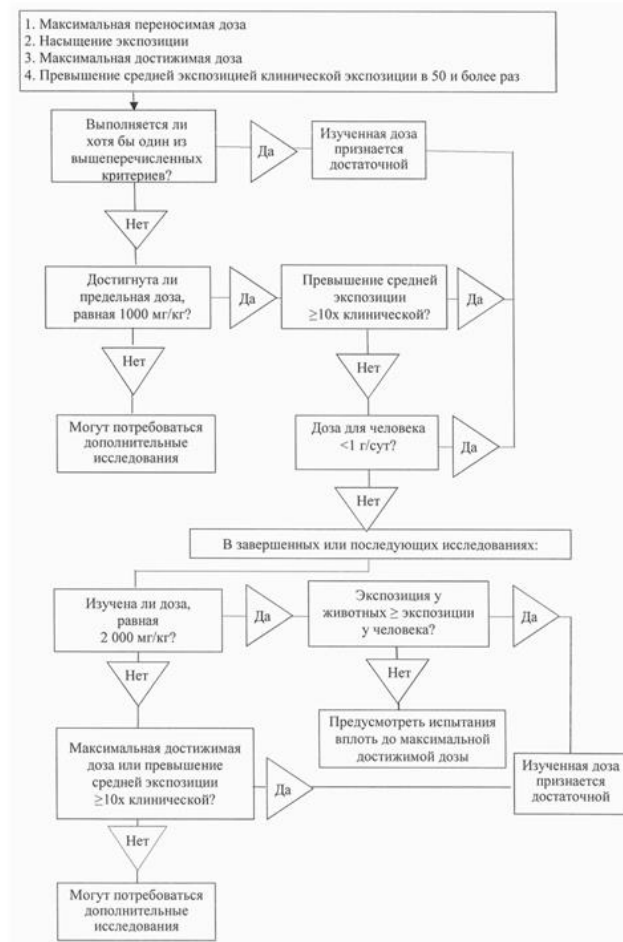 1. Максимальная переносимая доза
2. Насыщение экспозиции
3. Максимальная достижимая доза
4. Превышение средней экспозицией клинической экспозиции в 50 и более раз
Выполняется ли
хотя бы один из
вышеперечисленных
критериев?
Да
Изученная доза
признается
достаточной
Нет
Достигнута ли
предельная доза,
равная 1000 мг/кг?
Да
Превышение средней
экспозиции
≥10х клинической?
Да
Нет
Нет
Могут потребоваться
дополнительные
исследования
Доза для человека
<1 г/сут?
Да
Нет
В завершенных или последующих исследованиях:
Изучена ли доза,
равная
2 000 мг/кг?
Да
Экспозиция у
животных ≥ экспозиции
у человека?
Да
Нет
Нет
Предусмотреть испытания
вплоть до максимальной
достижимой дозы
Максимальная достижимая
доза или превышение
средней экспозиции
≥10х клинической?
Да
Изученная доза
признается
достаточной
Нет
Могут потребоваться
дополнительные
исследования